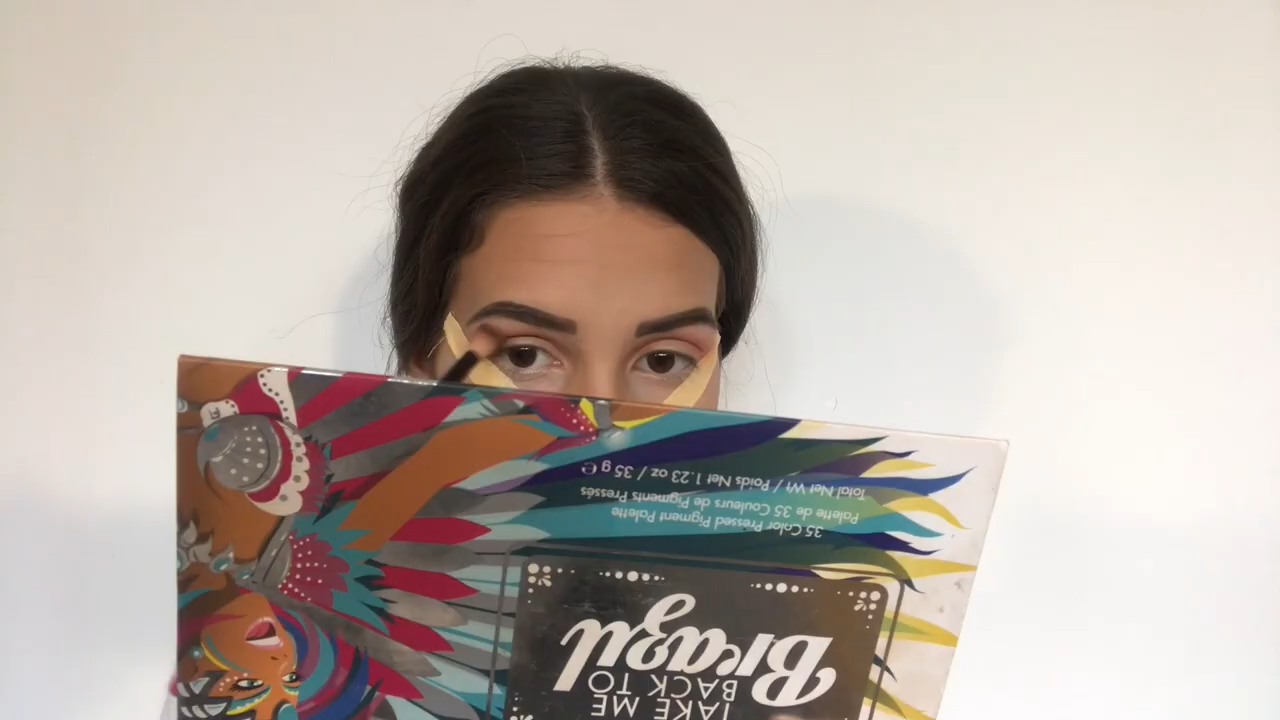 TAKE ME
BACK TO
Brazil
35 Color Pressed Pigment Palette
Palette de 35 Couleurs de Pigments Pressés
Total Net Wt / Poids Net 1.23 oz / 35 g ℮